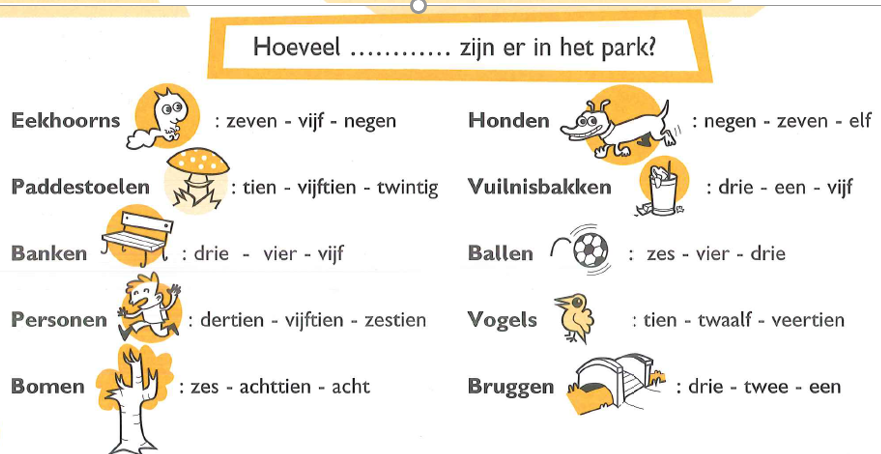 Hoeveel ............ zijn er in het park?
Eekhoorns : zeven - vijf - negen
Paddestoelen : tien - vijftien - twintig
Banken : drie - vier - vijf
Personen : dertien - vijftien - zestien
Bomen : zes - achttien - acht
Honden : negen - zeven - elf
Vuilnisbakken : drie - een - vijf
Ballen : zes - vier - drie
Vogels : tien - twaalf - veertien
Bruggen : drie - twee - een